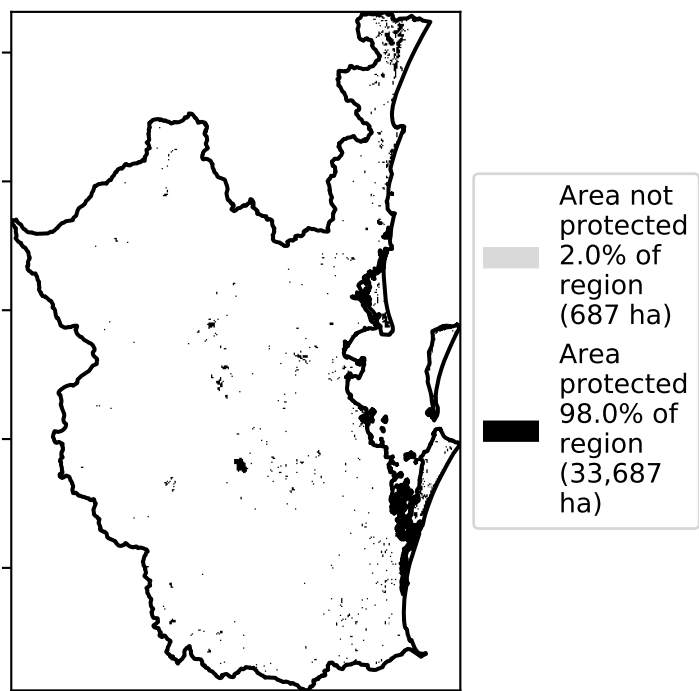 Area not
protected
2.0% of
region
(687 ha)
Area
protected
98.0% of
region
(33,687
ha)